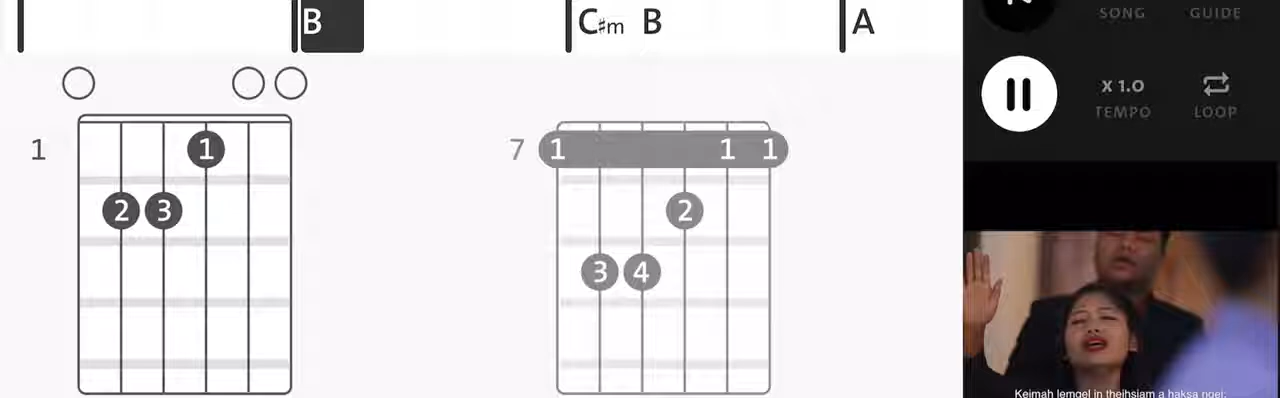 B C♯m B A
SONG GUIDE
X 1.0
TEMPO LOOP
1 1
2 3
7 1 1 1
2
3 4
Keimah lemgel in theihsiam a haksa ngei;